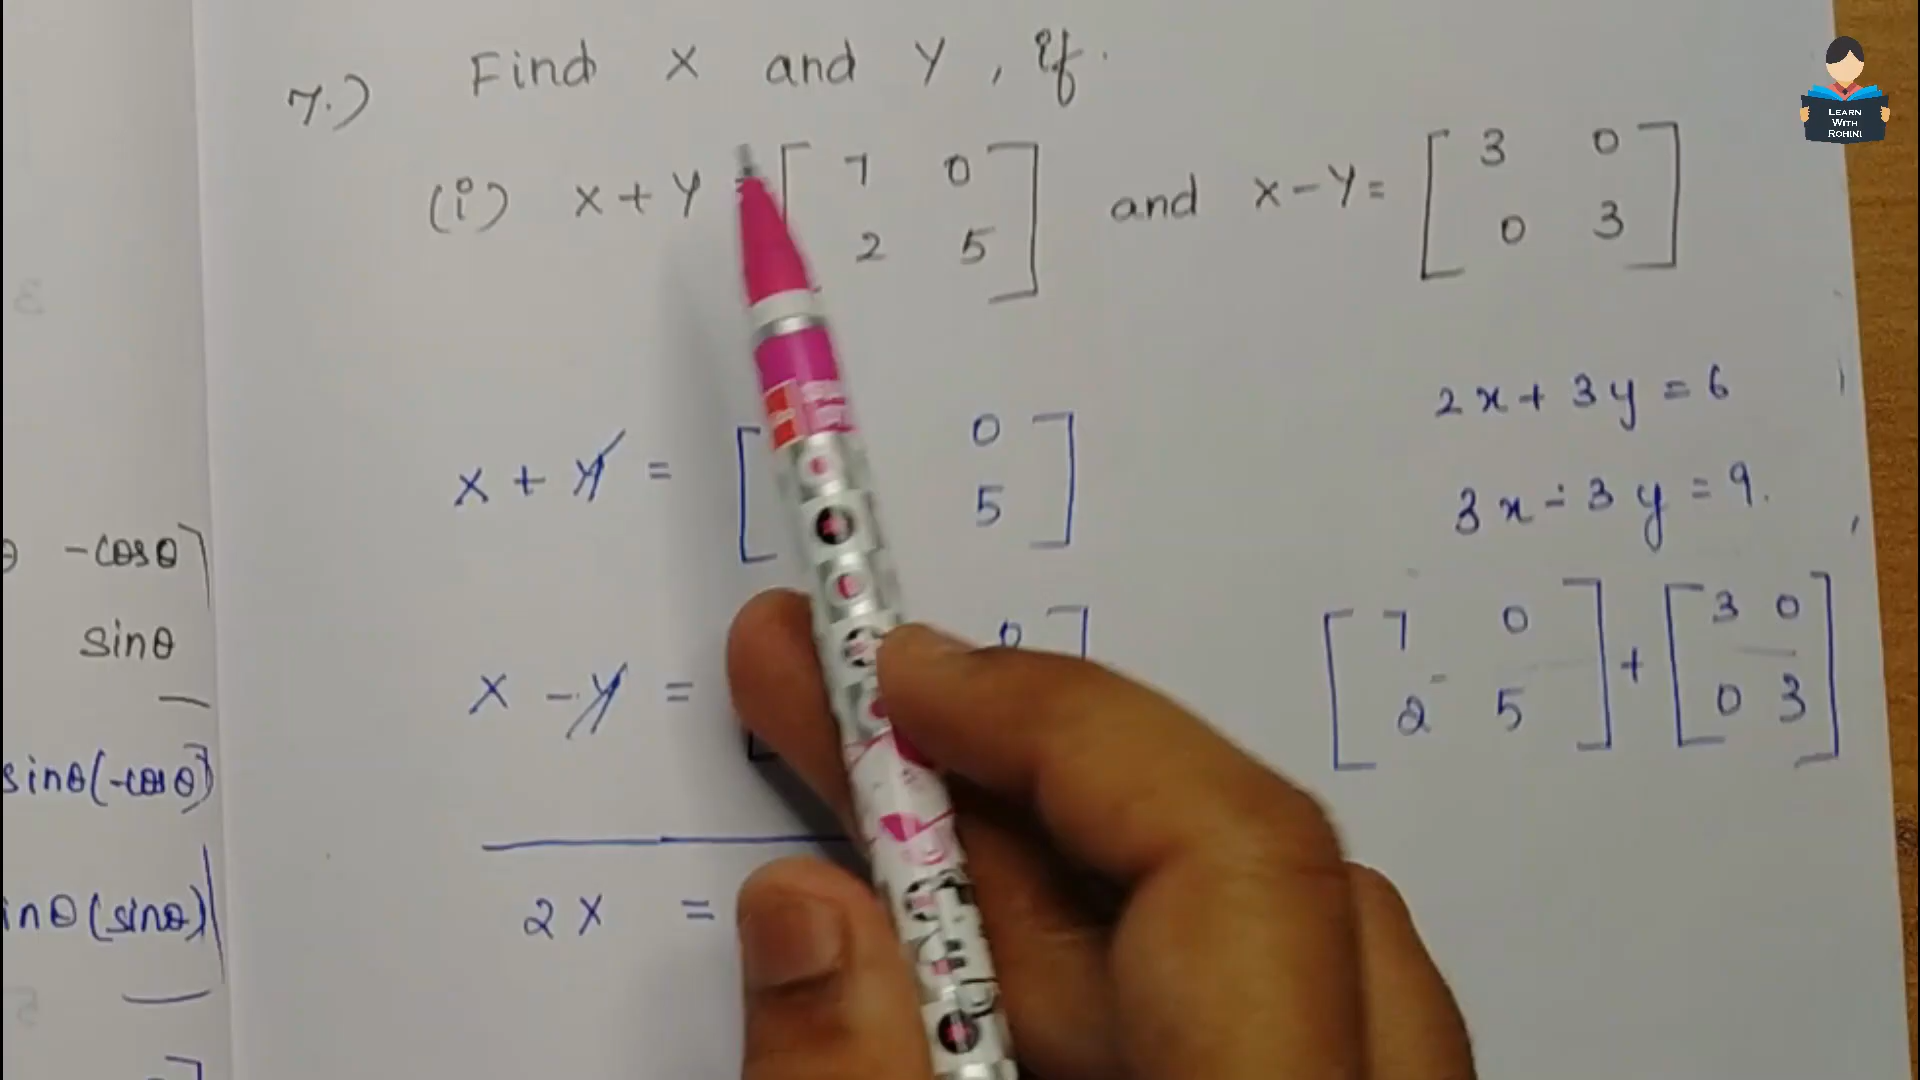 7.) Find X and Y, if.
(i) X + Y = [ 7 0
2 5 ] and X - Y = [ 3 0
0 3 ]
X + Y = [ 0
5 ]
X - Y = 0 ]
2X =
2x + 3y = 6
3x - 3y = 9.
[ 7 0
2 5 ] + [ 3 0
0 3 ]
-cosθ
sinθ
sinθ(-cosθ)
inθ(sinθ)
LEARN
WITH
ROHINI